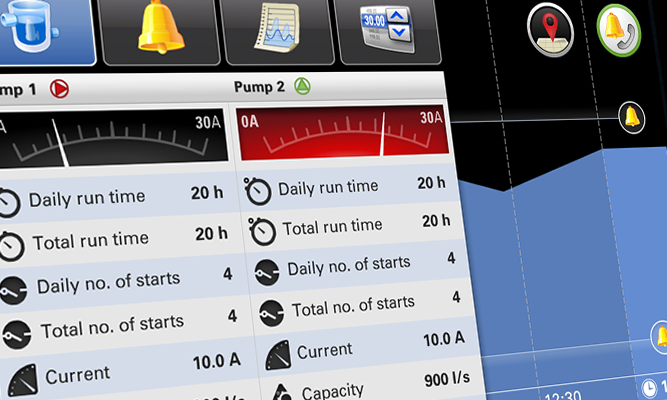 30.00
mp 1
Pump 2
A
30A
0A
30A
Daily run time 20 h
Daily run time 20 h
Total run time 20 h
Total run time 20 h
Daily no. of starts 4
Daily no. of starts 4
Total no. of starts 4
Total no. of starts 4
Current 10.0 A
Current 10.0 A
Capacity 900 l/s
12:30